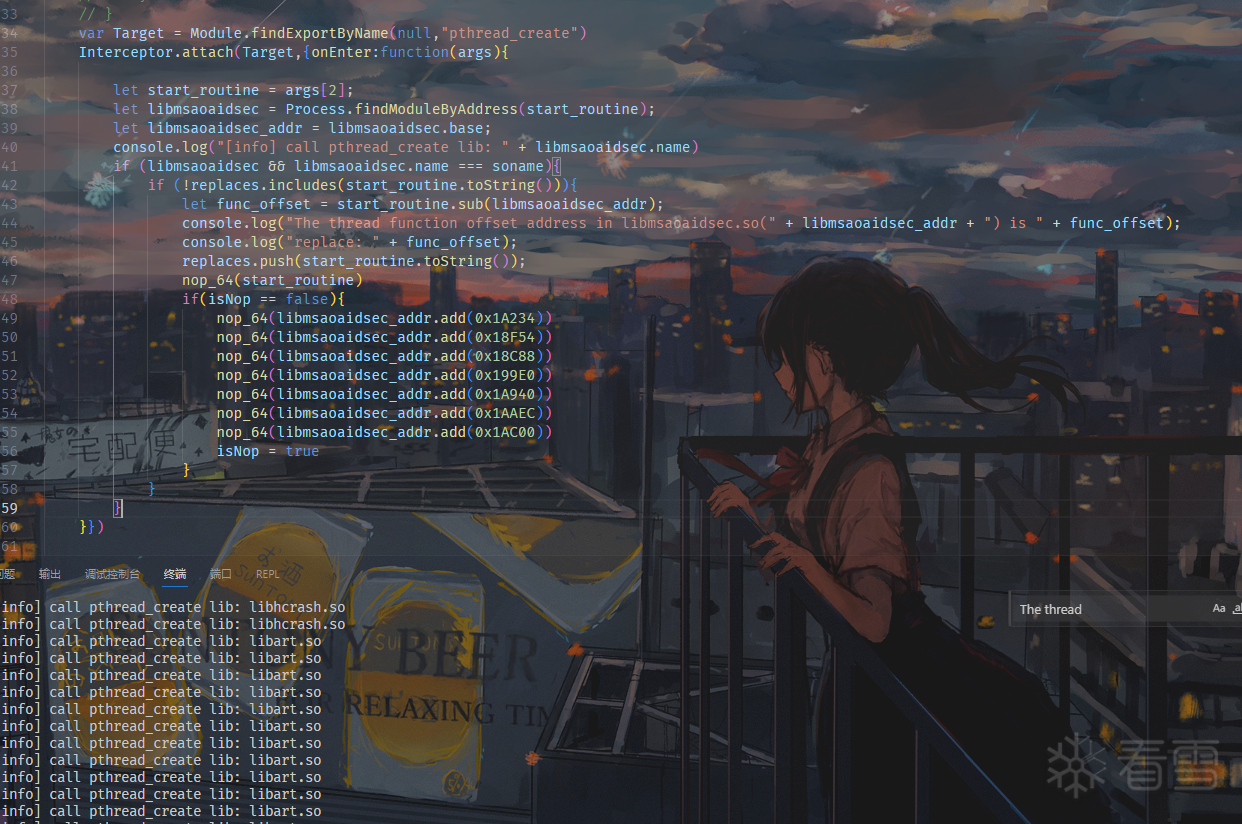 33 // }
34 var Target = Module.findExportByName(null,"pthread_create")
35 Interceptor.attach(Target,{onEnter:function(args){
36
37 let start_routine = args[2];
38 let libmsaoaidsec = Process.findModuleByAddress(start_routine);
39 let libmsaoaidsec_addr = libmsaoaidsec.base;
40 console.log("[info] call pthread_create lib: " + libmsaoaidsec.name)
41 if (libmsaoaidsec && libmsaoaidsec.name === soname){
42 if (!replaces.includes(start_routine.toString())){
43 let func_offset = start_routine.sub(libmsaoaidsec_addr);
44 console.log("The thread function offset address in libmsaoaidsec.so(" + libmsaoaidsec_addr + ") is " + func_offset);
45 console.log("replace: " + func_offset);
46 replaces.push(start_routine.toString());
47 nop_64(start_routine)
48 if(isNop == false){
49 nop_64(libmsaoaidsec_addr.add(0x1A234))
50 nop_64(libmsaoaidsec_addr.add(0x18F54))
51 nop_64(libmsaoaidsec_addr.add(0x18C88))
52 nop_64(libmsaoaidsec_addr.add(0x199E0))
53 nop_64(libmsaoaidsec_addr.add(0x1A940))
54 nop_64(libmsaoaidsec_addr.add(0x1AAEC))
55 nop_64(libmsaoaidsec_addr.add(0x1AC00))
56 isNop = true
57 }
58 }
59 }
60 }})
61
宅配便
お酒
SUNTORY
BEER
RELAXING TIM
题 输出 调试控制台 终端 端口 REPL
The thread Aa
info] call pthread_create lib: libhcrash.so
info] call pthread_create lib: libhcrash.so
info] call pthread_create lib: libart.so
info] call pthread_create lib: libart.so
info] call pthread_create lib: libart.so
info] call pthread_create lib: libart.so
info] call pthread_create lib: libart.so
info] call pthread_create lib: libart.so
info] call pthread_create lib: libart.so
info] call pthread_create lib: libart.so
info] call pthread_create lib: libart.so
info] call pthread_create lib: libart.so
info] call pthread_create lib: libart.so
看雪